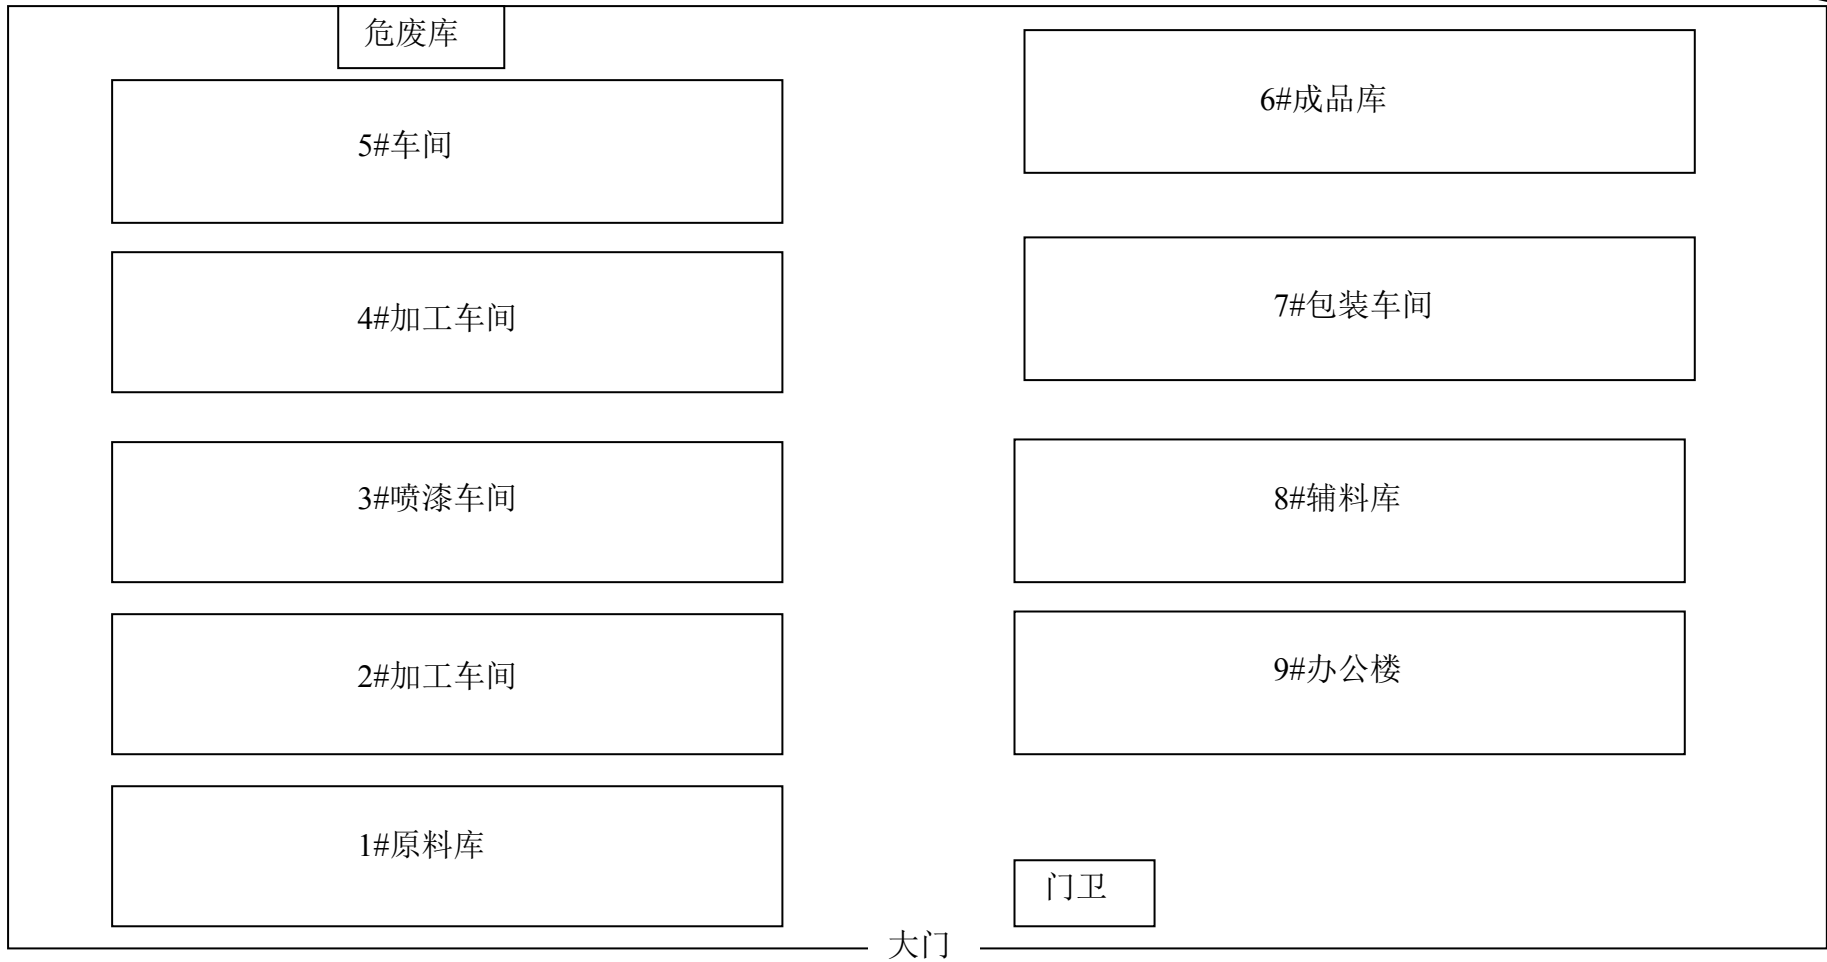 危废库
6#成品库
5#车间
7#包装车间
4#加工车间
3#喷漆车间
8#辅料库
2#加工车间
9#办公楼
1#原料库
门卫
大门